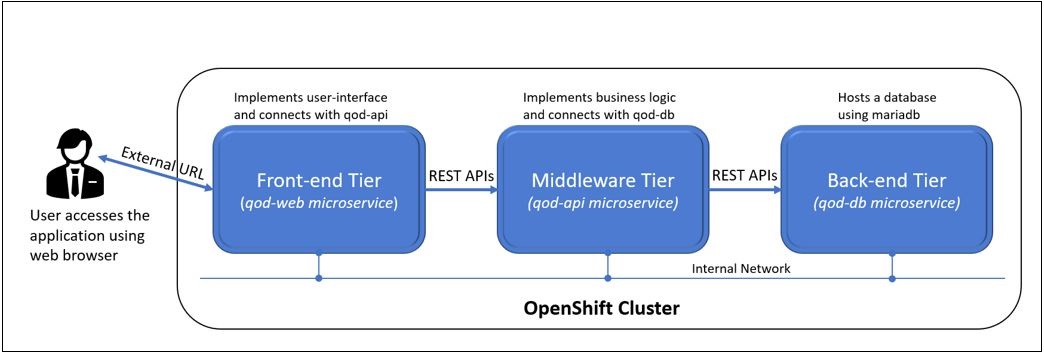 Implements user-interface
and connects with qod-api
Implements business logic
and connects with qod-db
Hosts a database
using mariadb
External URL
Front-end Tier
(qod-web microservice)
REST APIs
Middleware Tier
(qod-api microservice)
REST APIs
Back-end Tier
(qod-db microservice)
User accesses the
application using
web browser
Internal Network
OpenShift Cluster